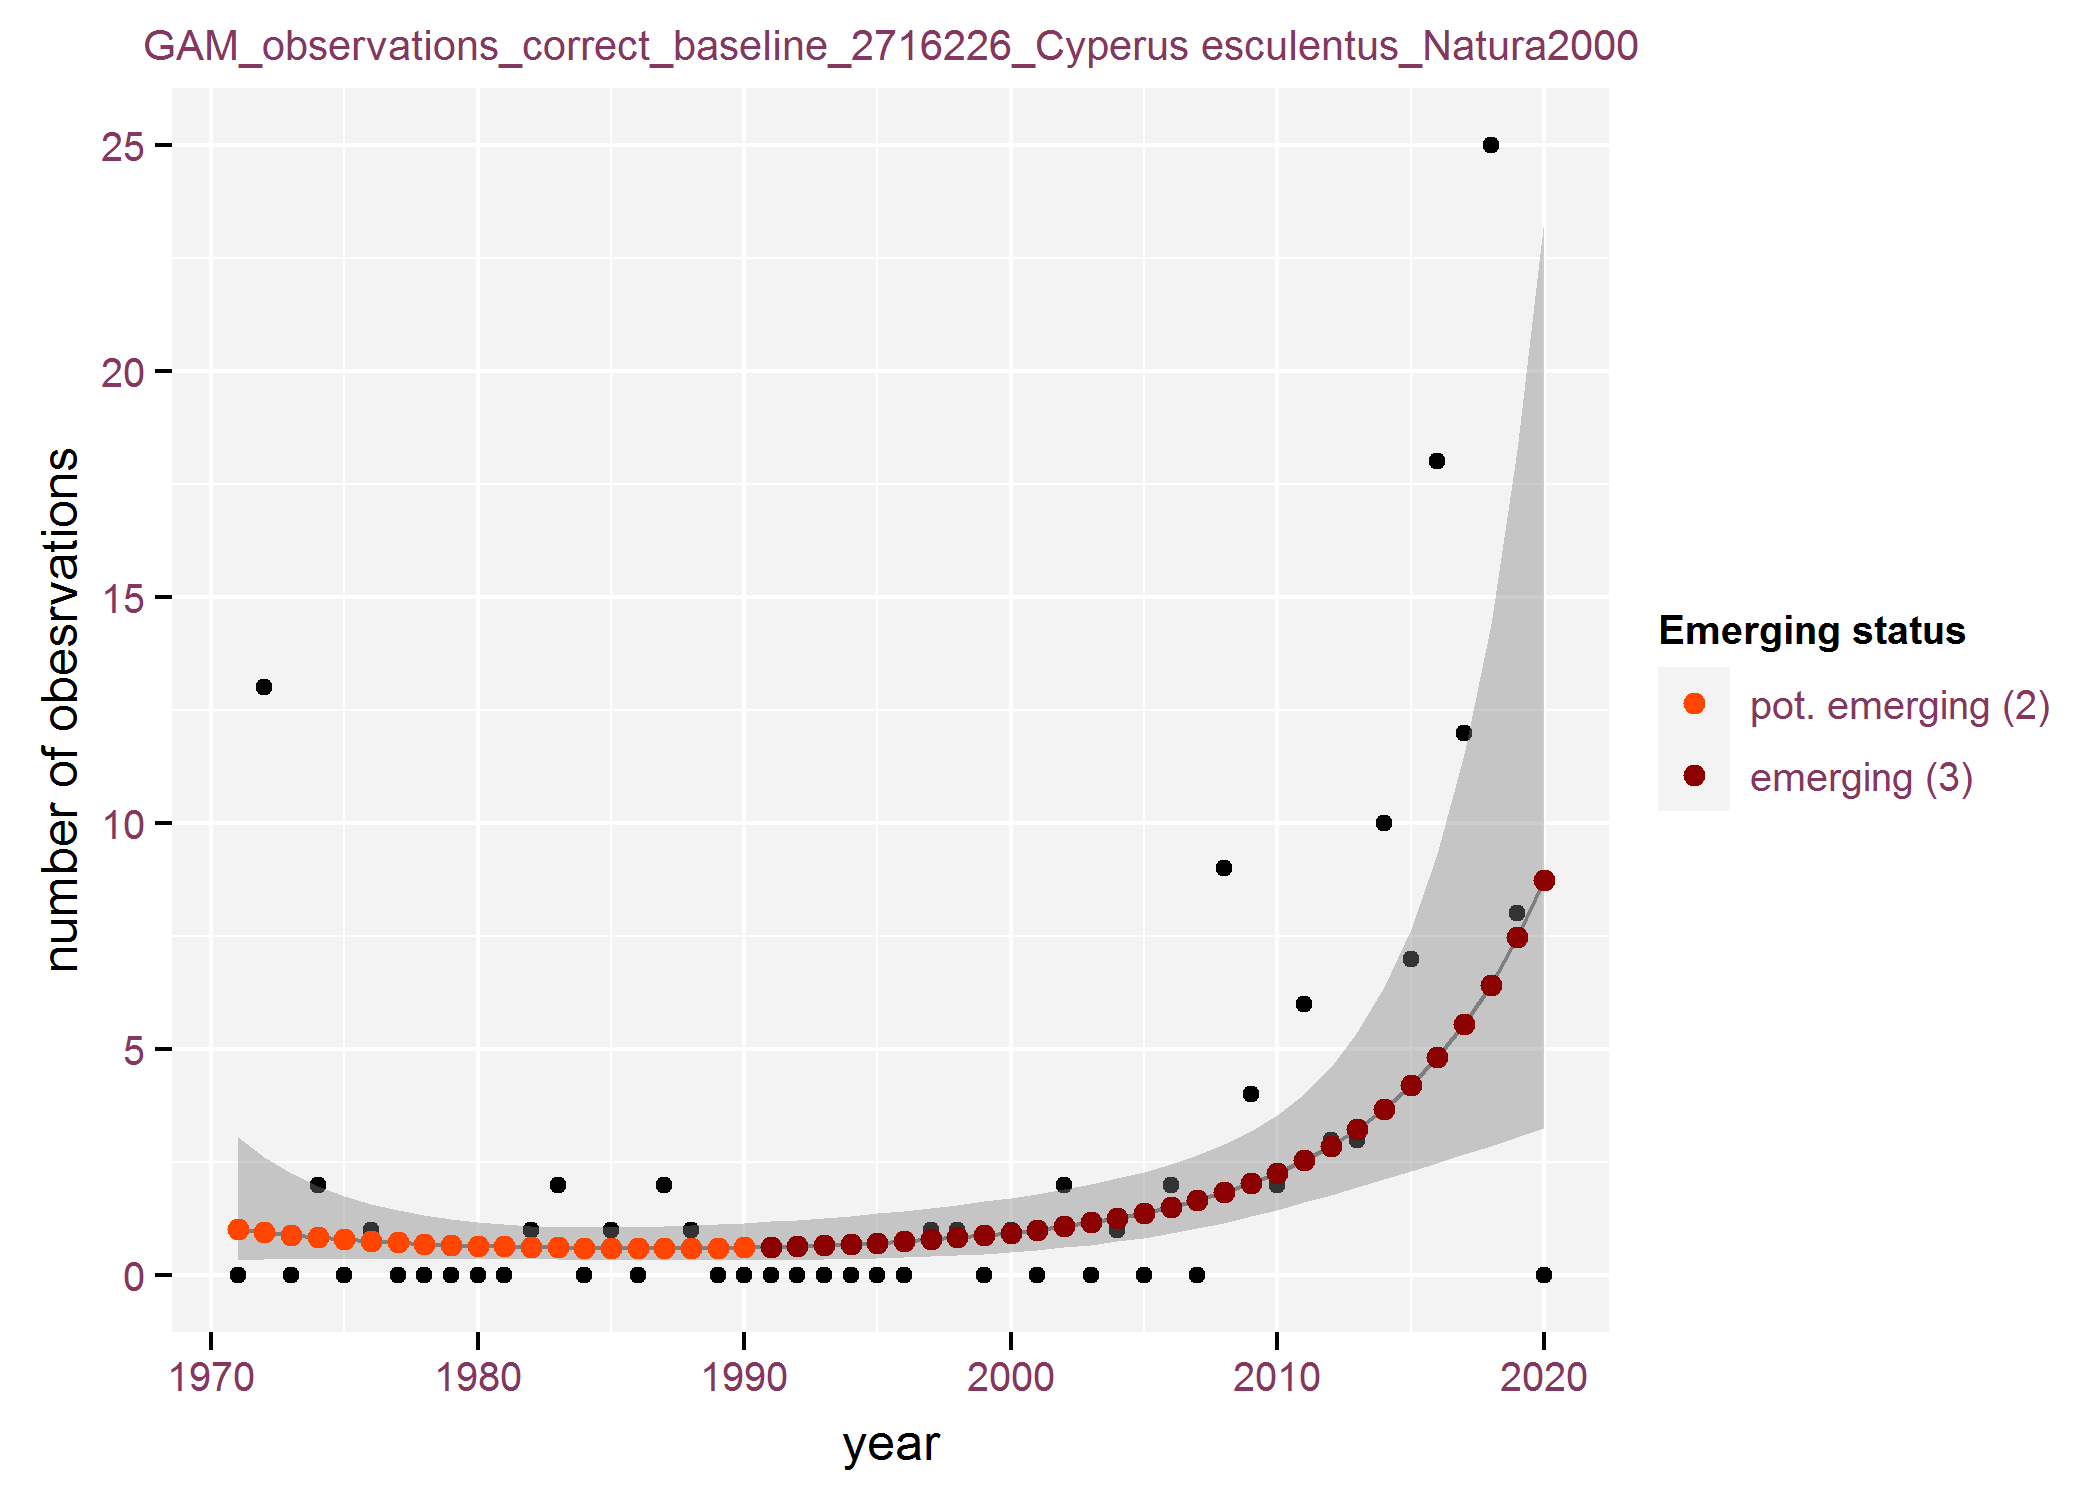 GAM_observations_correct_baseline_2716226_Cyperus esculentus_Natura2000
25
20
15
10
5
0
number of obesrvations
1970 1980 1990 2000 2010 2020
year
Emerging status
pot. emerging (2)
emerging (3)